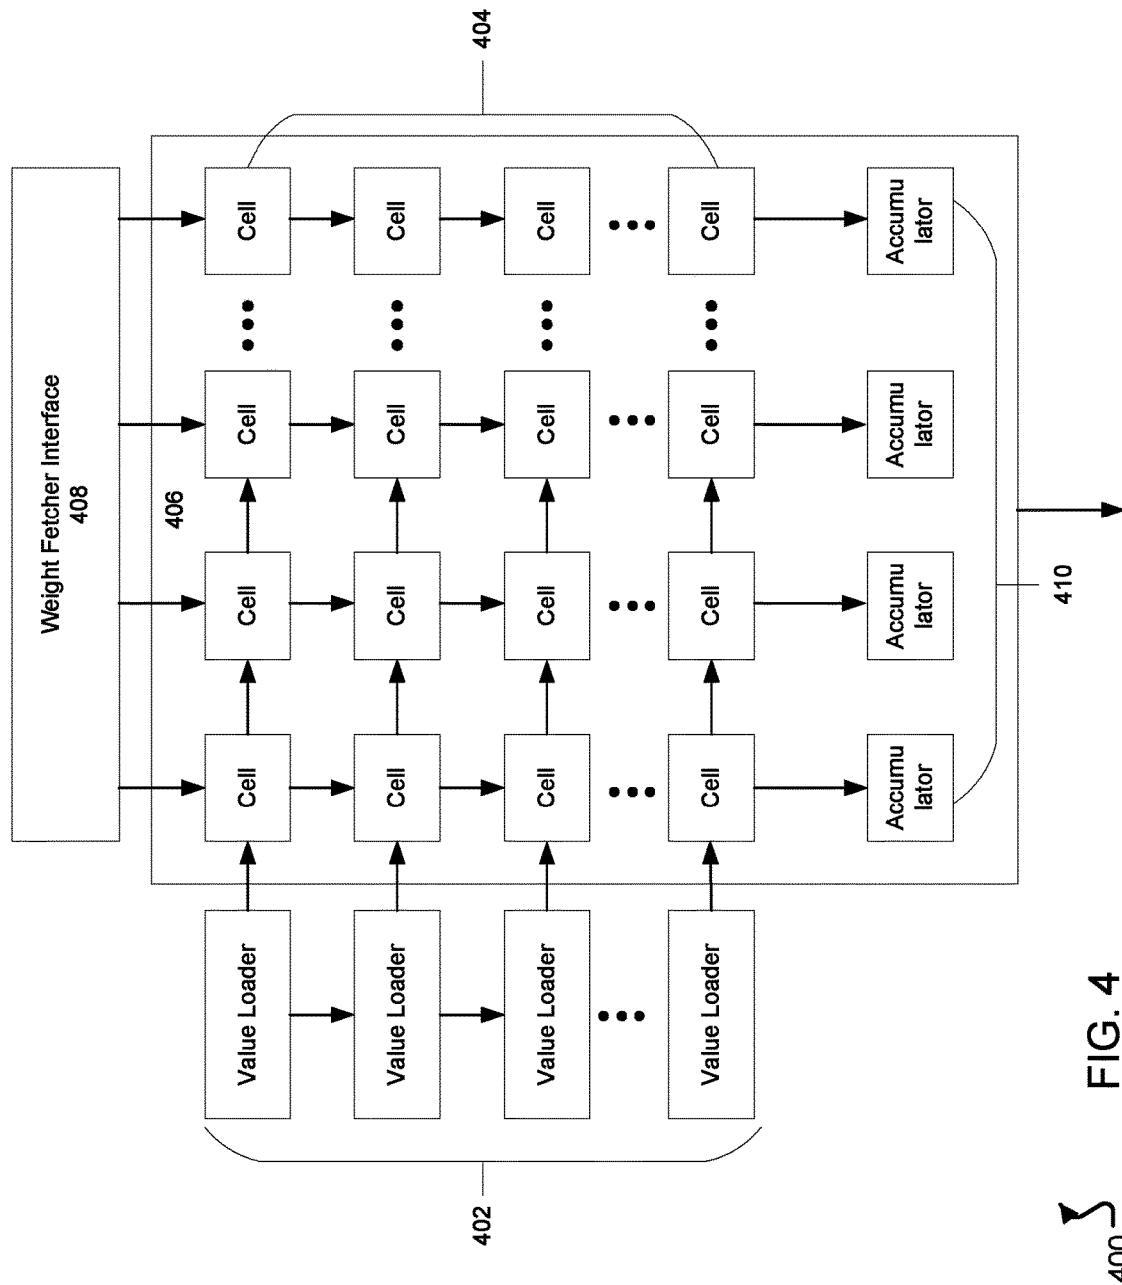 Weight Fetcher Interface
408
406
404
Value Loader
Cell
Cell
Cell
Cell
Value Loader
Cell
Cell
Cell
Cell
Value Loader
Cell
Cell
Cell
Cell
Value Loader
Cell
Cell
Cell
Cell
402
Accumu
lator
Accumu
lator
Accumu
lator
Accumu
lator
410
400
FIG. 4